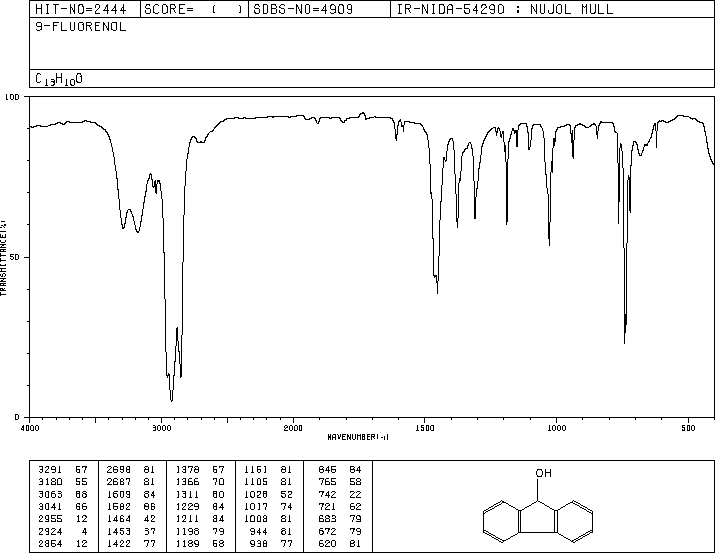 HIT-NO=2444 SCORE= ( ) SDBS-NO=4909 IR-NIDA-54290 : NUJOL MULL
9-FLUORENOL
C13H10O
100
50
0
TRANSMITTANCE(%)
4000 3000 2000 1500 1000 500
WAVENUMBER(-1)
3291 57 2698 81 1378 57 1151 81 845 84
3180 55 2687 81 1366 70 1105 81 765 58
3063 68 1609 84 1311 60 1028 52 742 22
3041 66 1582 86 1229 84 1017 74 721 62
2955 12 1464 42 1211 84 1008 81 683 79
2924 4 1453 37 1198 79 944 81 672 79
2854 12 1422 77 1189 58 938 77 620 81
OH